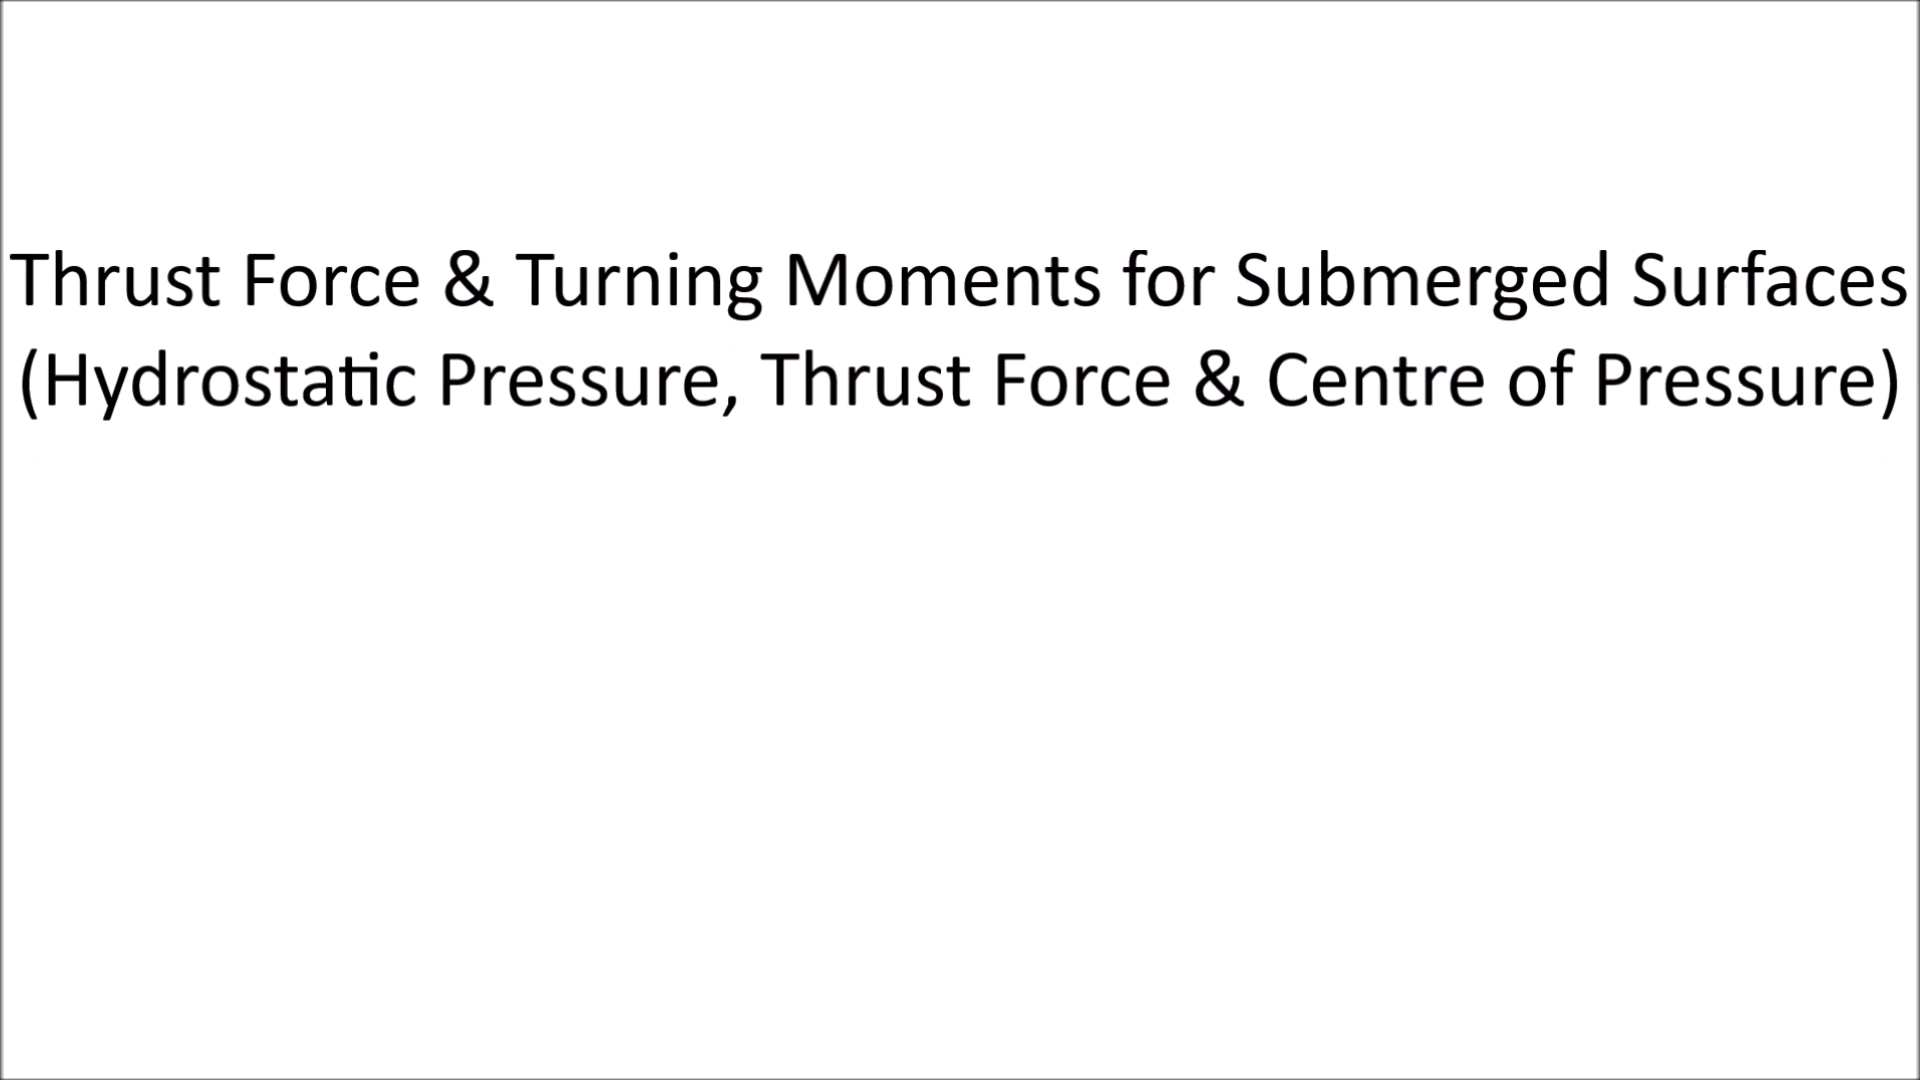 Thrust Force & Turning Moments for Submerged Surfaces
(Hydrostatic Pressure, Thrust Force & Centre of Pressure)